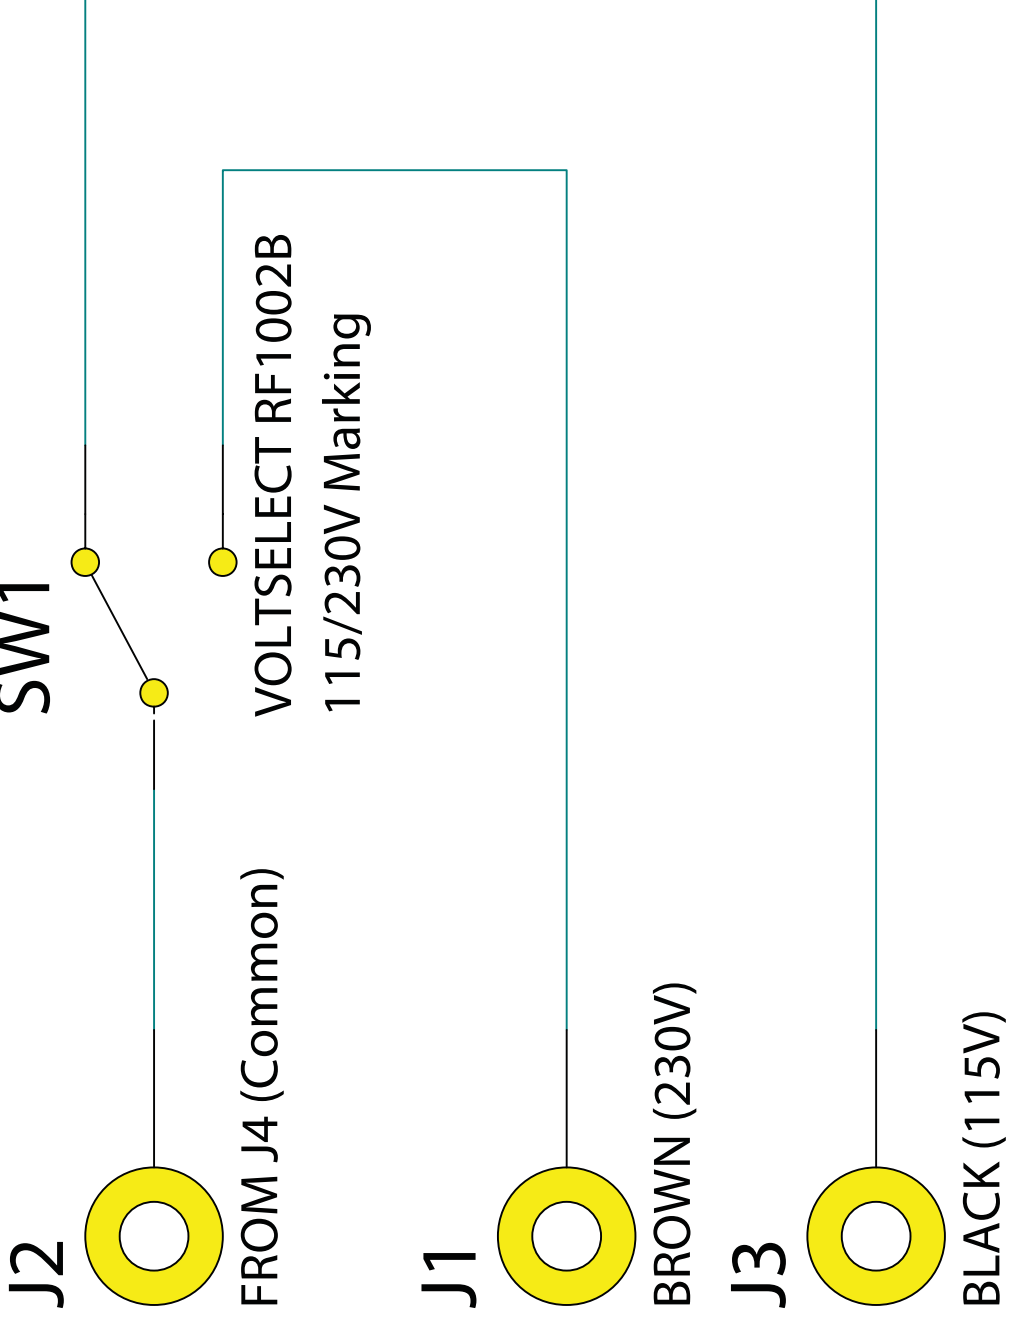 SW1
VOLTSELECT RF1002B
115/230V Marking
J2
FROM J4 (Common)
J1
BROWN (230V)
J3
BLACK (115V)